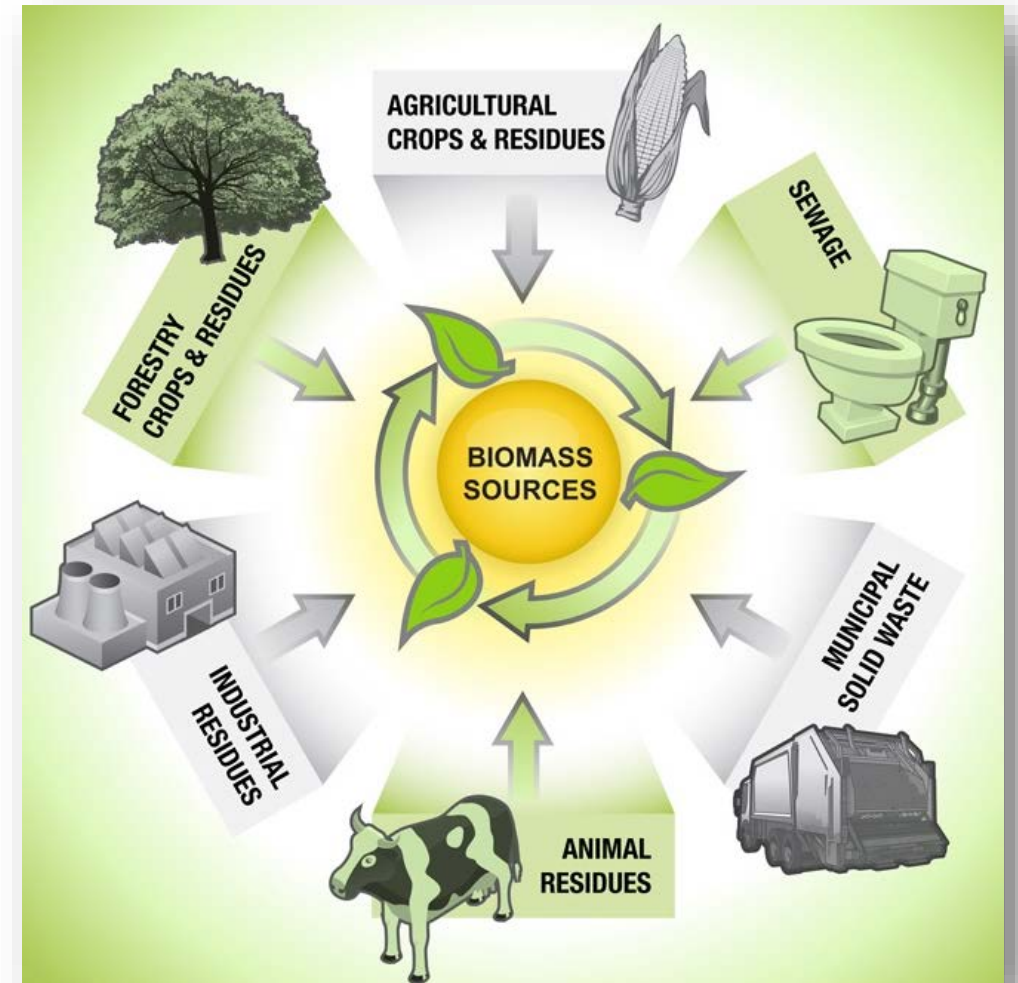 AGRICULTURAL
CROPS & RESIDUES
SEWAGE
FORESTRY
CROPS & RESIDUES
BIOMASS
SOURCES
MUNICIPAL
SOLID WASTE
INDUSTRIAL
RESIDUES
ANIMAL
RESIDUES